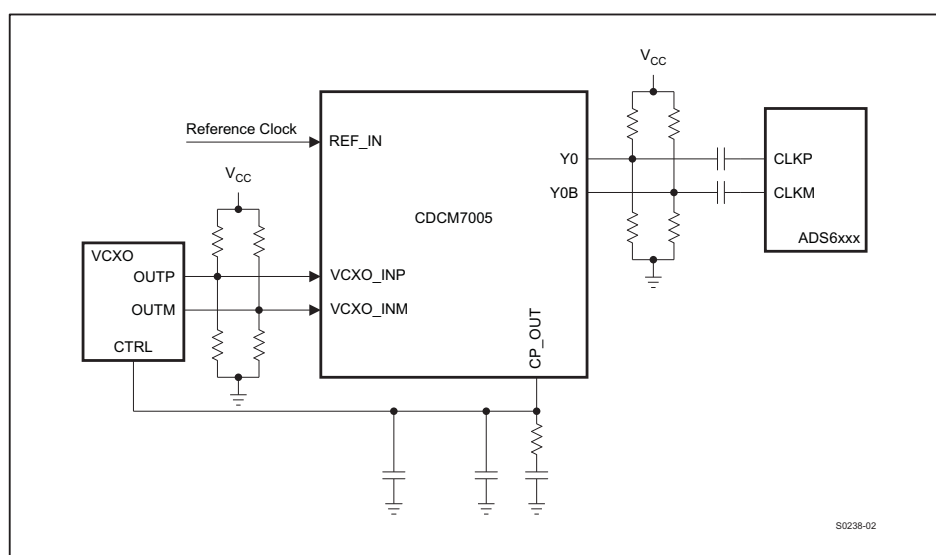 V_CC
Reference Clock
REF_IN
Y0
CLKP
V_CC
Y0B
CLKM
CDCM7005
ADS6xxx
VCXO
OUTP
VCXO_INP
OUTM
VCXO_INM
CTRL
CP_OUT
S0238-02